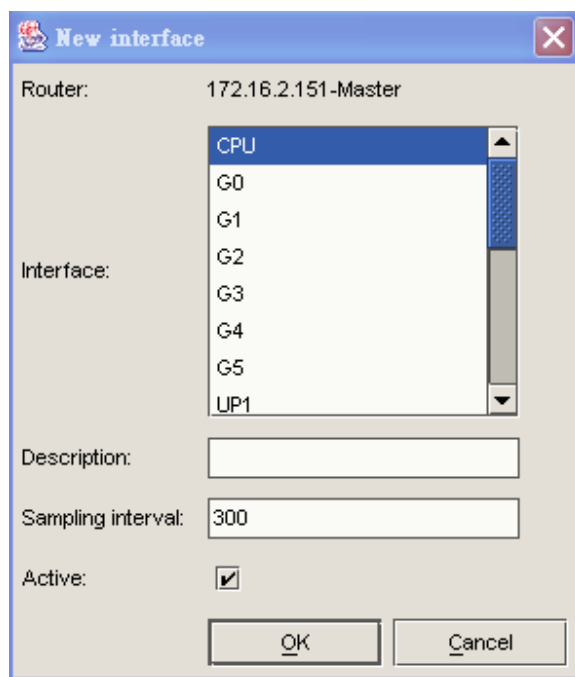 New interface
Router: 172.16.2.151-Master
CPU
G0
G1
G2
Interface:
G3
G4
G5
UP1
Description:
Sampling interval: 300
Active:
OK Cancel